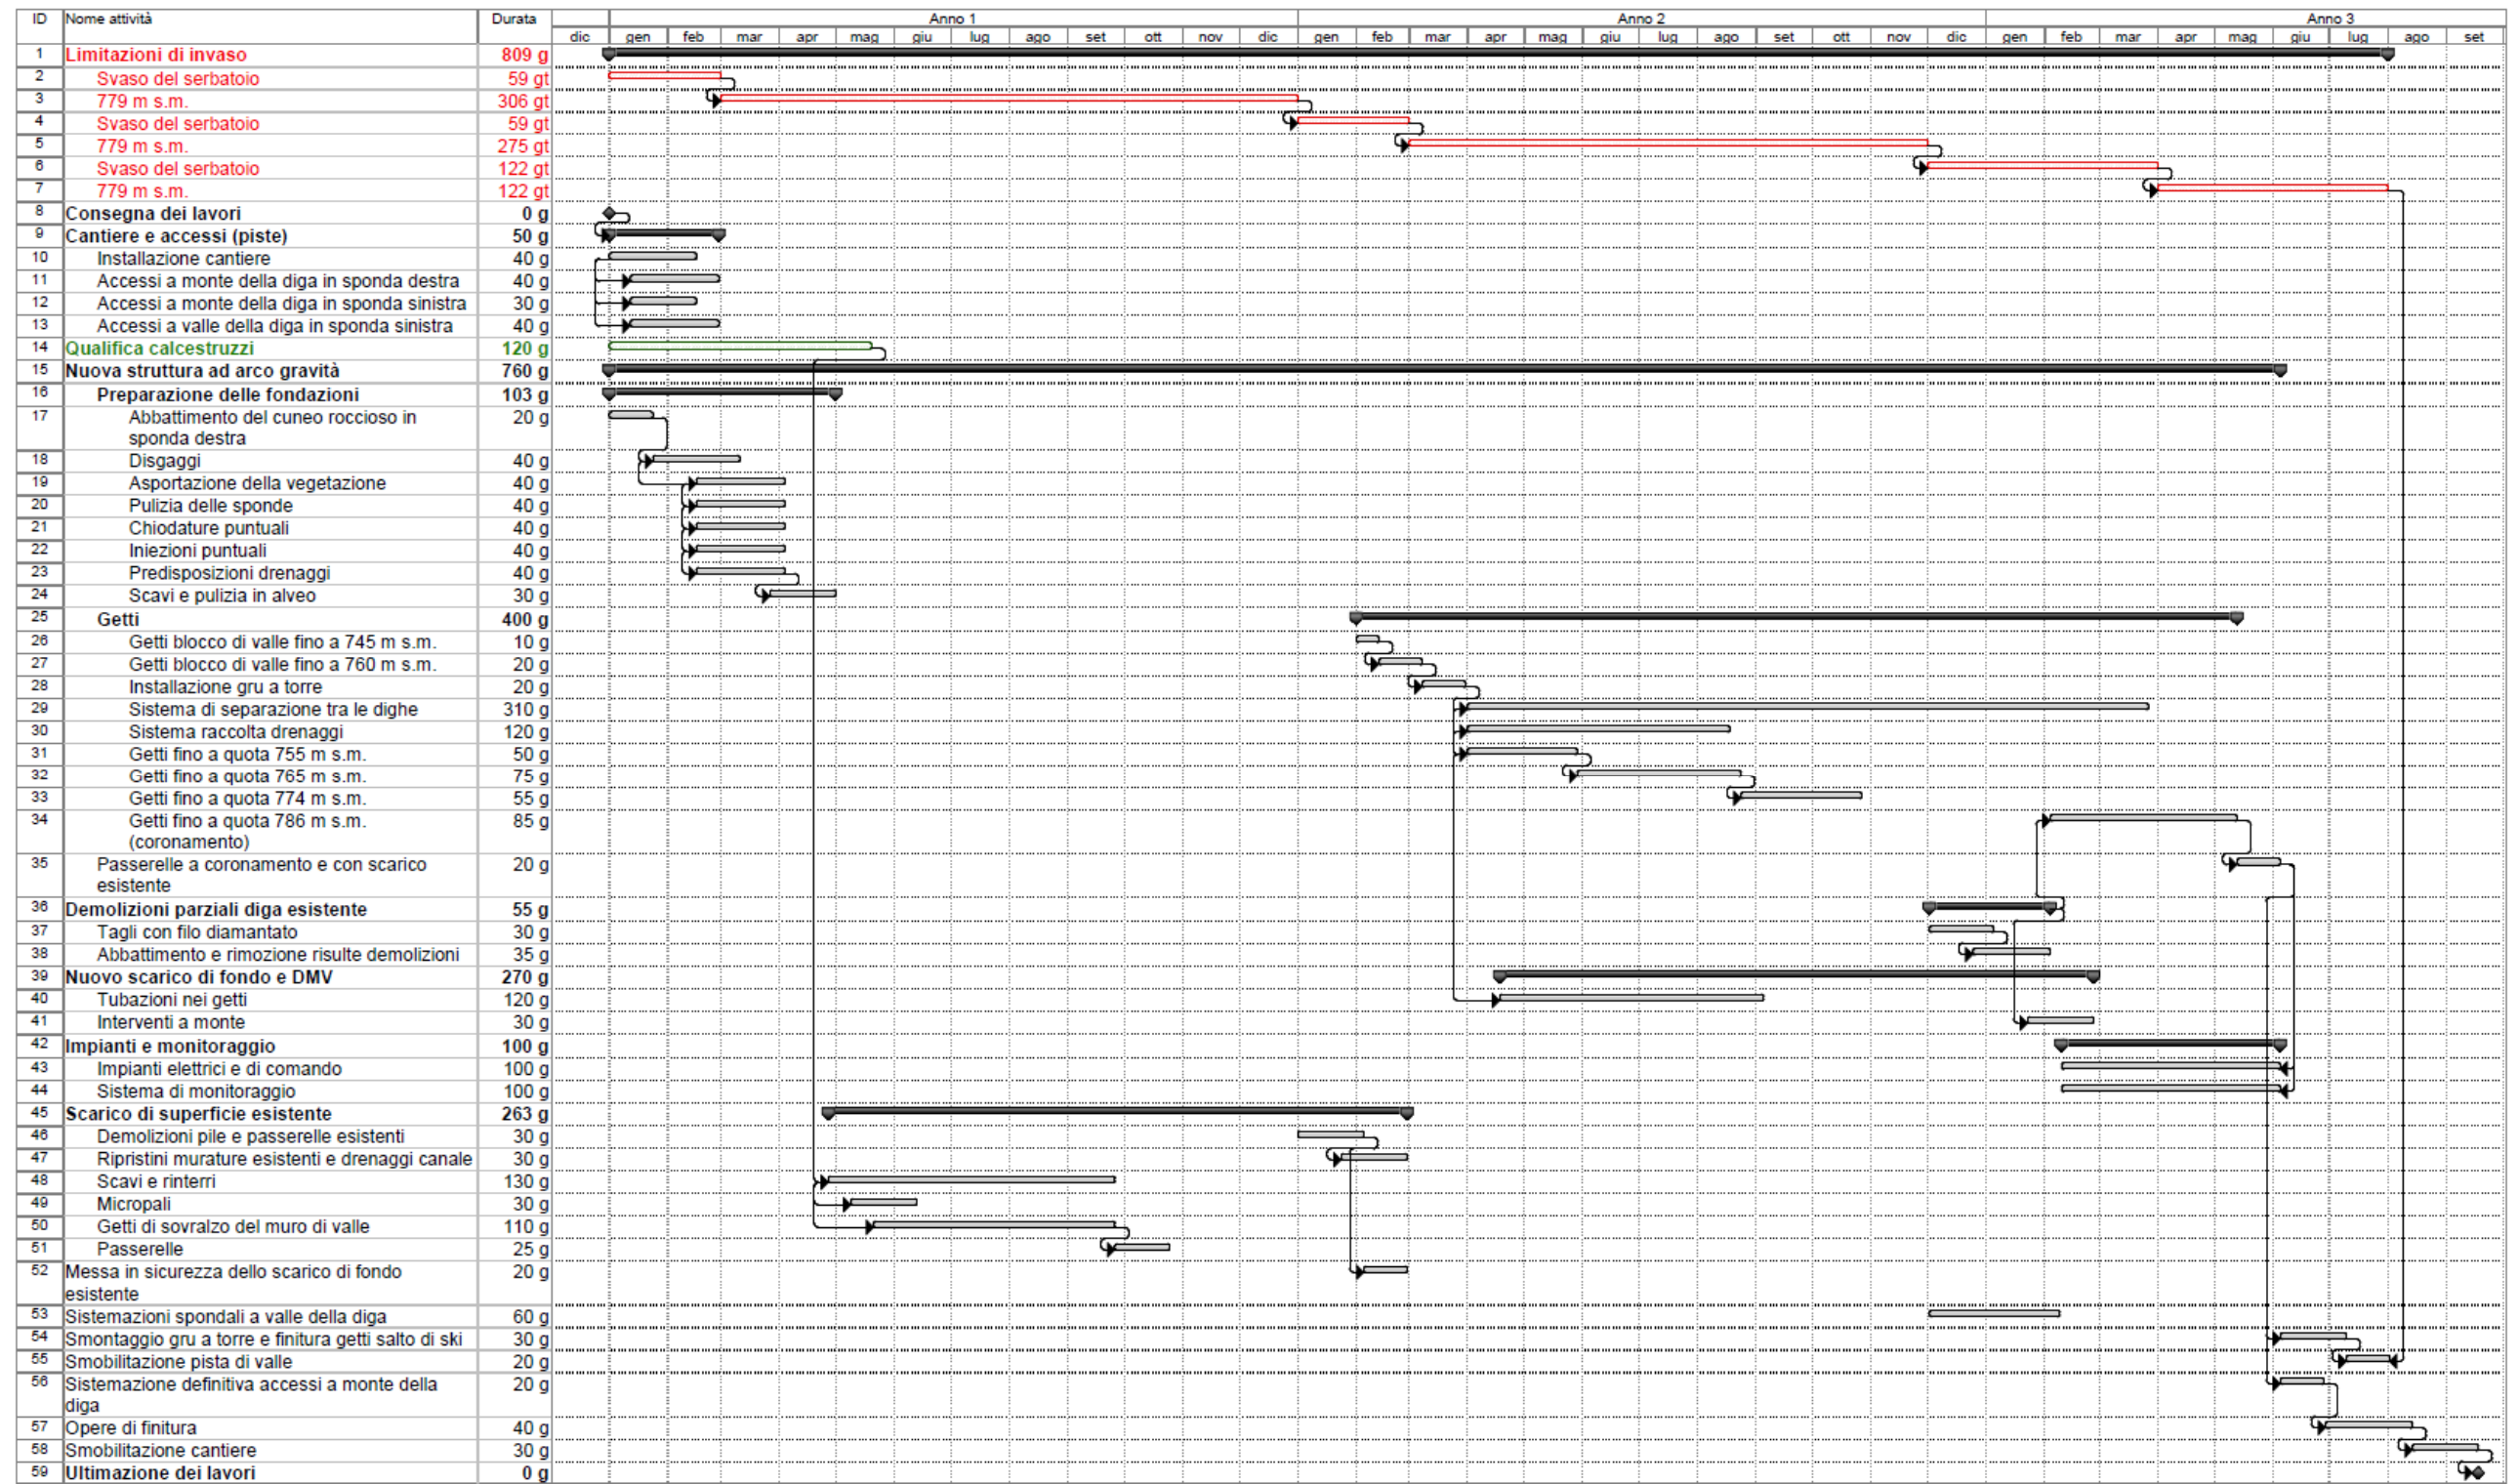 ID Nome attività Durata Anno 1 Anno 2 Anno 3
dic gen feb mar apr mag giu lug ago set ott nov dic gen feb mar apr mag giu lug ago set ott nov dic gen feb mar apr mag giu lug ago set
1 Limitazioni di invaso 809 g
2 Svaso del serbatoio 59 gt
3 779 m s.m. 306 gt
4 Svaso del serbatoio 59 gt
5 779 m s.m. 275 gt
6 Svaso del serbatoio 122 gt
7 779 m s.m. 122 gt
8 Consegna dei lavori 0 g
9 Cantiere e accessi (piste) 50 g
10 Installazione cantiere 40 g
11 Accessi a monte della diga in sponda destra 40 g
12 Accessi a monte della diga in sponda sinistra 30 g
13 Accessi a valle della diga in sponda sinistra 40 g
14 Qualifica calcestruzzi 120 g
15 Nuova struttura ad arco gravità 760 g
16 Preparazione delle fondazioni 103 g
17 Abbattimento del cuneo roccioso in 20 g
sponda destra
18 Disgaggi 40 g
19 Asportazione della vegetazione 40 g
20 Pulizia delle sponde 40 g
21 Chiodature puntuali 40 g
22 Iniezioni puntuali 40 g
23 Predisposizioni drenaggi 40 g
24 Scavi e pulizia in alveo 30 g
25 Getti 400 g
26 Getti blocco di valle fino a 745 m s.m. 10 g
27 Getti blocco di valle fino a 760 m s.m. 20 g
28 Installazione gru a torre 20 g
29 Sistema di separazione tra le dighe 310 g
30 Sistema raccolta drenaggi 120 g
31 Getti fino a quota 755 m s.m. 50 g
32 Getti fino a quota 765 m s.m. 75 g
33 Getti fino a quota 774 m s.m. 55 g
34 Getti fino a quota 786 m s.m. 85 g
(coronamento)
35 Passerelle a coronamento e con scarico 20 g
esistente
36 Demolizioni parziali diga esistente 55 g
37 Tagli con filo diamantato 30 g
38 Abbattimento e rimozione risulte demolizioni 35 g
39 Nuovo scarico di fondo e DMV 270 g
40 Tubazioni nei getti 120 g
41 Interventi a monte 30 g
42 Impianti e monitoraggio 100 g
43 Impianti elettrici e di comando 100 g
44 Sistema di monitoraggio 100 g
45 Scarico di superficie esistente 263 g
46 Demolizioni pile e passerelle esistenti 30 g
47 Ripristini murature esistenti e drenaggi canale 30 g
48 Scavi e rinterri 130 g
49 Micropali 30 g
50 Getti di sovralzo del muro di valle 110 g
51 Passerelle 25 g
52 Messa in sicurezza dello scarico di fondo 20 g
esistente
53 Sistemazioni spondali a valle della diga 60 g
54 Smontaggio gru a torre e finitura getti salto di ski 30 g
55 Smobilitazione pista di valle 20 g
56 Sistemazione definitiva accessi a monte della 20 g
diga
57 Opere di finitura 40 g
58 Smobilitazione cantiere 30 g
59 Ultimazione dei lavori 0 g